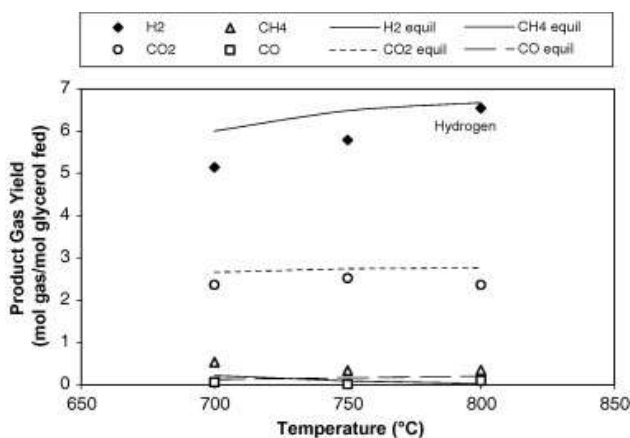 H2 CH4 H2 equil CH4 equil
CO2 CO CO2 equil CO equil
7
6
5
4
3
2
1
0
Hydrogen
650 700 750 800 850
Product Gas Yield
(mol gas/mol glycerol fed)
Temperature (°C)